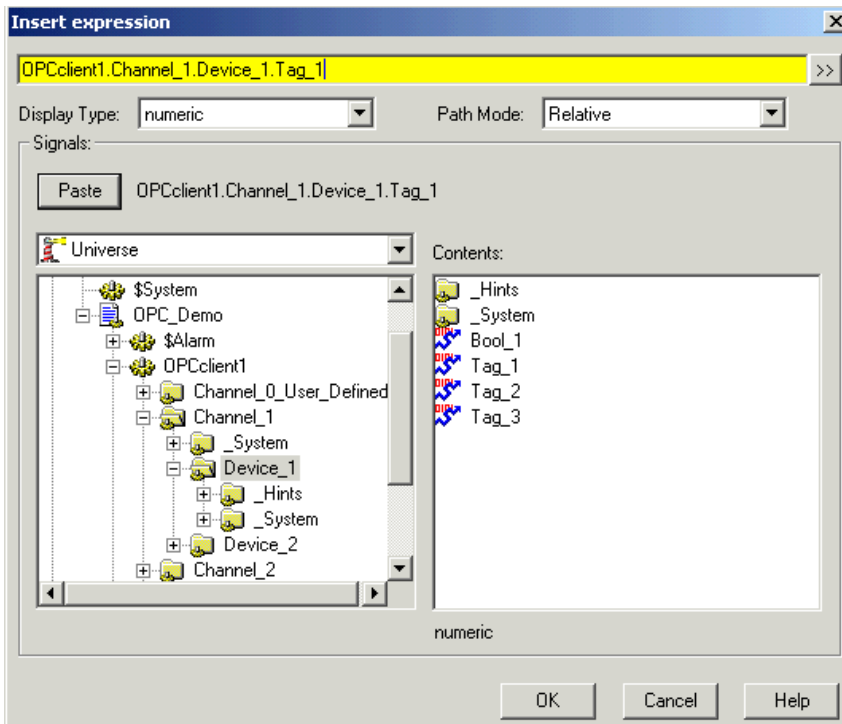 Insert expression
OPCclient1.Channel_1.Device_1.Tag_1
>>
Display Type: numeric
Path Mode: Relative
Signals:
Paste OPCclient1.Channel_1.Device_1.Tag_1
Universe
Contents:
$System
OPC_Demo
$Alarm
OPCclient1
Channel_0_User_Defined
Channel_1
_System
Device_1
_Hints
_System
Device_2
Channel_2
_Hints
_System
Bool_1
Tag_1
Tag_2
Tag_3
numeric
OK Cancel Help